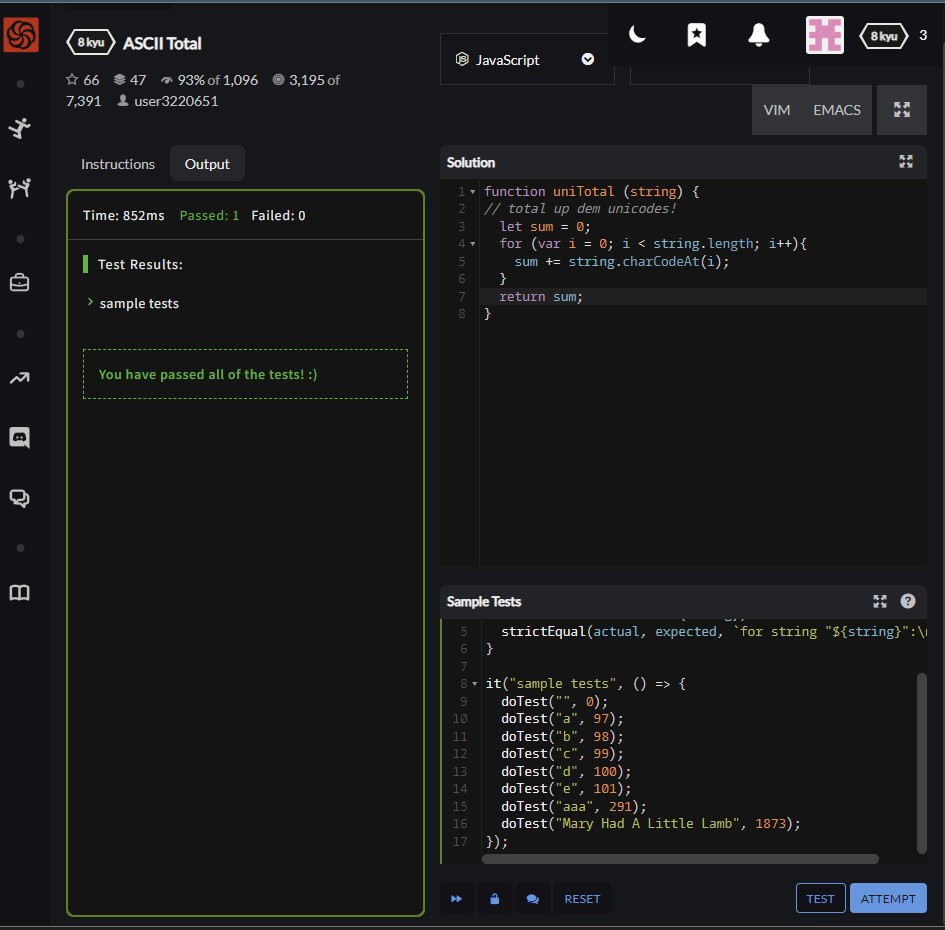 8 kyu ASCII Total
66 47 93% of 1,096 3,195 of
7,391 user3220651
JavaScript
8 kyu 3
VIM EMACS
Instructions Output
Time: 852ms Passed: 1 Failed: 0
Test Results:
sample tests
You have passed all of the tests! :)
Solution
1 function uniTotal (string) {
2 // total up dem unicodes!
3 let sum = 0;
4 for (var i = 0; i < string.length; i++){
5 sum += string.charCodeAt(i);
6 }
7 return sum;
8 }
Sample Tests
5 strictEqual(actual, expected, `for string "${string}":\
6 }
7
8 it("sample tests", () => {
9 doTest("", 0);
10 doTest("a", 97);
11 doTest("b", 98);
12 doTest("c", 99);
13 doTest("d", 100);
14 doTest("e", 101);
15 doTest("aaa", 291);
16 doTest("Mary Had A Little Lamb", 1873);
17 });
RESET
TEST ATTEMPT